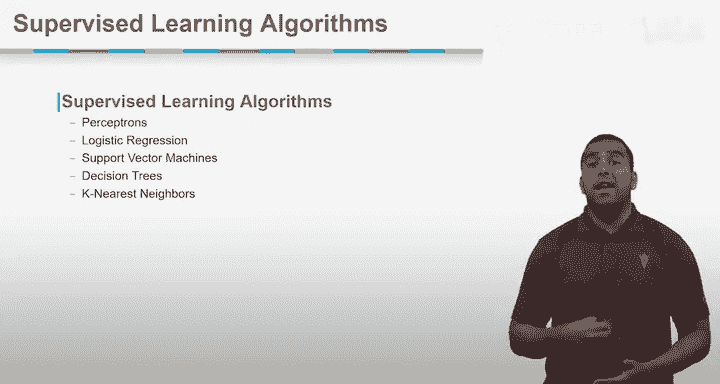 Supervised Learning Algorithms
Supervised Learning Algorithms
– Perceptrons
– Logistic Regression
– Support Vector Machines
– Decision Trees
– K-Nearest Neighbors